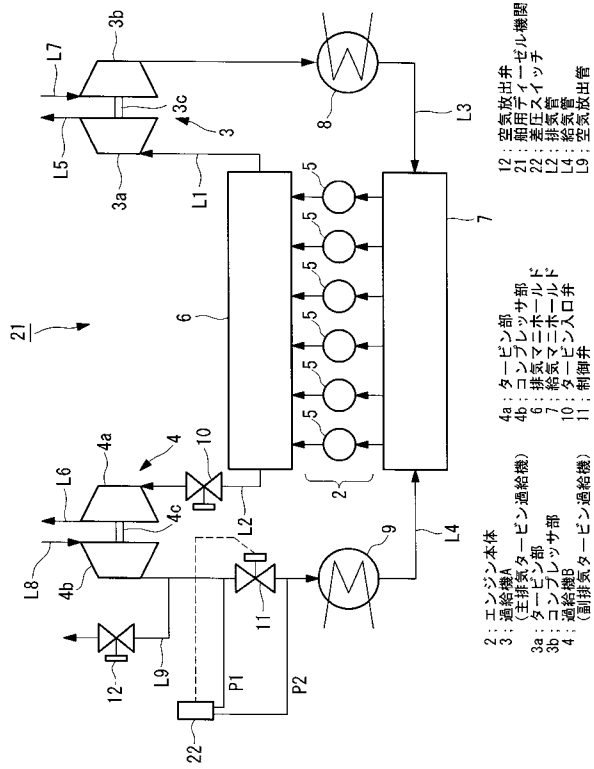 21
L8
L6
4a
4
4b
4c
10
L2
12
L9
11
22
P1
P2
9
L4
6
2
5
5
5
5
5
5
7
L5
L7
3b
3c
3
3a
L1
8
L3
2；エンジン本体
3；過給機A
（主排気タービン過給機）
3a；タービン部
3b；コンプレッサ部
4；過給機B
（副排気タービン過給機）
4a；タービン部
4b；コンプレッサ部
6；排気マニホールド
7；給気マニホールド
10；タービン入口弁
11；制御弁
12；空気放出弁
21；舶用ディーゼル機関
22；差圧スイッチ
L2；排気管
L4；給気管
L9；空気放出管